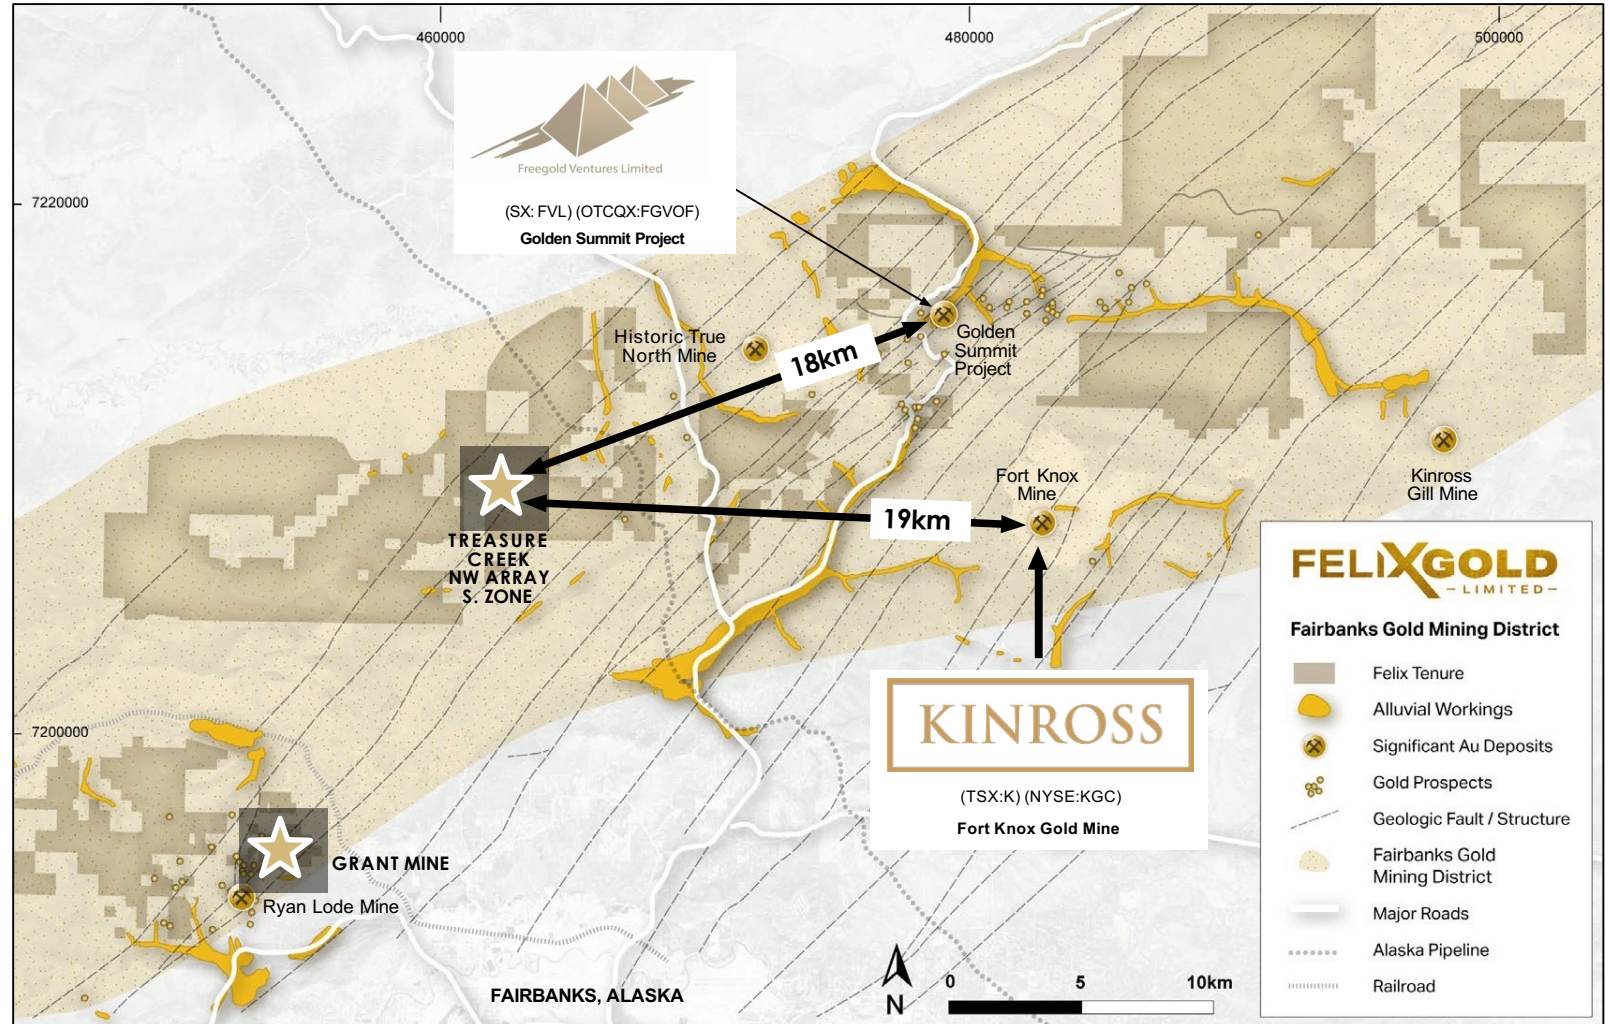 460000
480000
500000
7220000
7200000
Freegold Ventures Limited
(SX: FVL) (OTCQX:FGVOF)
Golden Summit Project
Historic True
North Mine
18km
Golden
Summit
Project
TREASURE
CREEK
NW ARRAY
S. ZONE
19km
Fort Knox
Mine
Kinross
Gill Mine
KINROSS
(TSX:K) (NYSE:KGC)
Fort Knox Gold Mine
GRANT MINE
Ryan Lode Mine
FAIRBANKS, ALASKA
N
0 5 10km
FELIXGOLD
LIMITED
Fairbanks Gold Mining District
Felix Tenure
Alluvial Workings
Significant Au Deposits
Gold Prospects
Geologic Fault / Structure
Fairbanks Gold
Mining District
Major Roads
Alaska Pipeline
Railroad